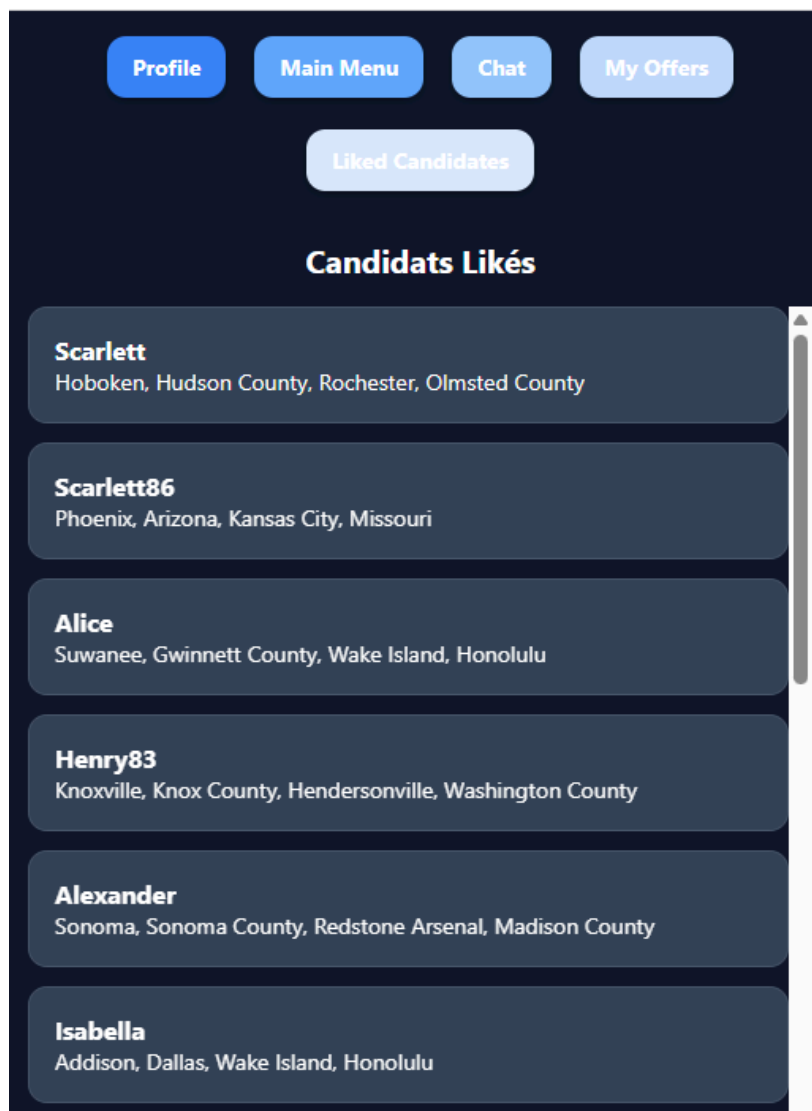 Profile
Main Menu
Chat
My Offers
Liked Candidates
Candidats Likés
Scarlett
Hoboken, Hudson County, Rochester, Olmsted County
Scarlett86
Phoenix, Arizona, Kansas City, Missouri
Alice
Suwanee, Gwinnett County, Wake Island, Honolulu
Henry83
Knoxville, Knox County, Hendersonville, Washington County
Alexander
Sonoma, Sonoma County, Redstone Arsenal, Madison County
Isabella
Addison, Dallas, Wake Island, Honolulu